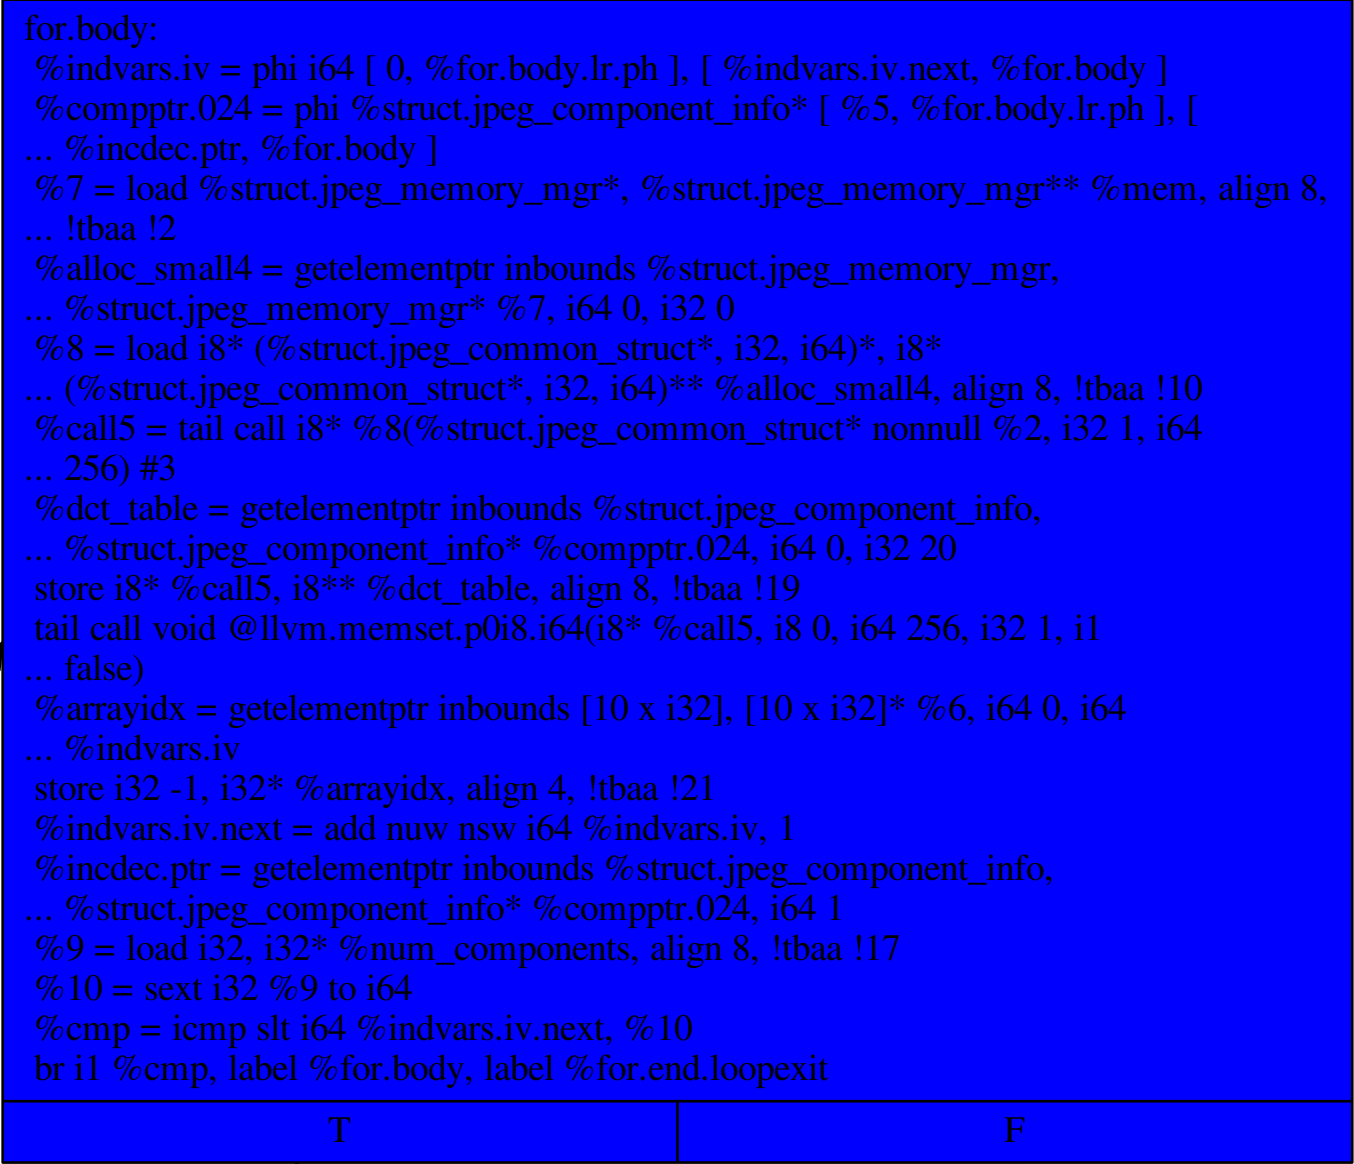 for.body:
%indvars.iv = phi i64 [ 0, %for.body.lr.ph ], [ %indvars.iv.next, %for.body ]
%compptr.024 = phi %struct.jpeg_component_info* [ %5, %for.body.lr.ph ], [
... %incdec.ptr, %for.body ]
%7 = load %struct.jpeg_memory_mgr*, %struct.jpeg_memory_mgr** %mem, align 8,
... !tbaa !2
%alloc_small4 = getelementptr inbounds %struct.jpeg_memory_mgr,
... %struct.jpeg_memory_mgr* %7, i64 0, i32 0
%8 = load i8* (%struct.jpeg_common_struct*, i32, i64)*, i8*
... (%struct.jpeg_common_struct*, i32, i64)** %alloc_small4, align 8, !tbaa !10
%call5 = tail call i8* %8(%struct.jpeg_common_struct* nonnull %2, i32 1, i64
... 256) #3
%dct_table = getelementptr inbounds %struct.jpeg_component_info,
... %struct.jpeg_component_info* %compptr.024, i64 0, i32 20
store i8* %call5, i8** %dct_table, align 8, !tbaa !19
tail call void @llvm.memset.p0i8.i64(i8* %call5, i8 0, i64 256, i32 1, i1
... false)
%arrayidx = getelementptr inbounds [10 x i32], [10 x i32]* %6, i64 0, i64
... %indvars.iv
store i32 -1, i32* %arrayidx, align 4, !tbaa !21
%indvars.iv.next = add nuw nsw i64 %indvars.iv, 1
%incdec.ptr = getelementptr inbounds %struct.jpeg_component_info,
... %struct.jpeg_component_info* %compptr.024, i64 1
%9 = load i32, i32* %num_components, align 8, !tbaa !17
%10 = sext i32 %9 to i64
%cmp = icmp slt i64 %indvars.iv.next, %10
br i1 %cmp, label %for.body, label %for.end.loopexit
T
F